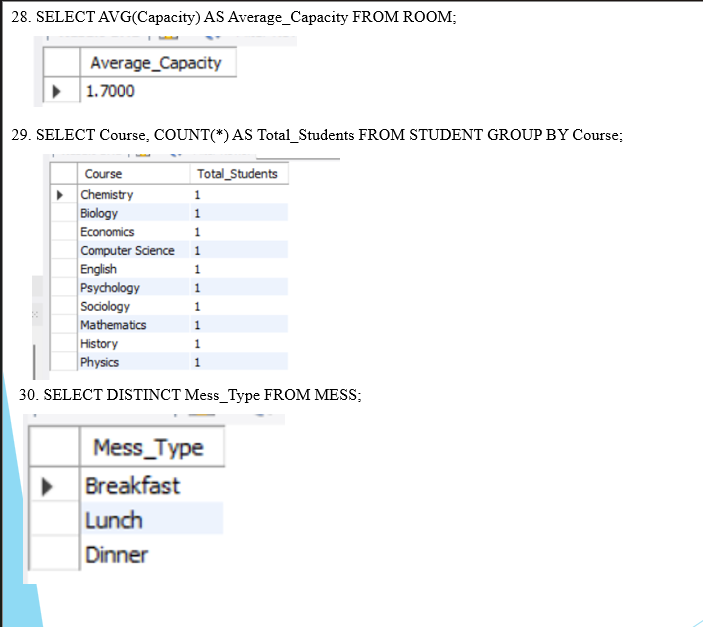 28. SELECT AVG(Capacity) AS Average_Capacity FROM ROOM;
Average_Capacity
1.7000
29. SELECT Course, COUNT(*) AS Total_Students FROM STUDENT GROUP BY Course;
Course Total_Students
Chemistry 1
Biology 1
Economics 1
Computer Science 1
English 1
Psychology 1
Sociology 1
Mathematics 1
History 1
Physics 1
30. SELECT DISTINCT Mess_Type FROM MESS;
Mess_Type
Breakfast
Lunch
Dinner